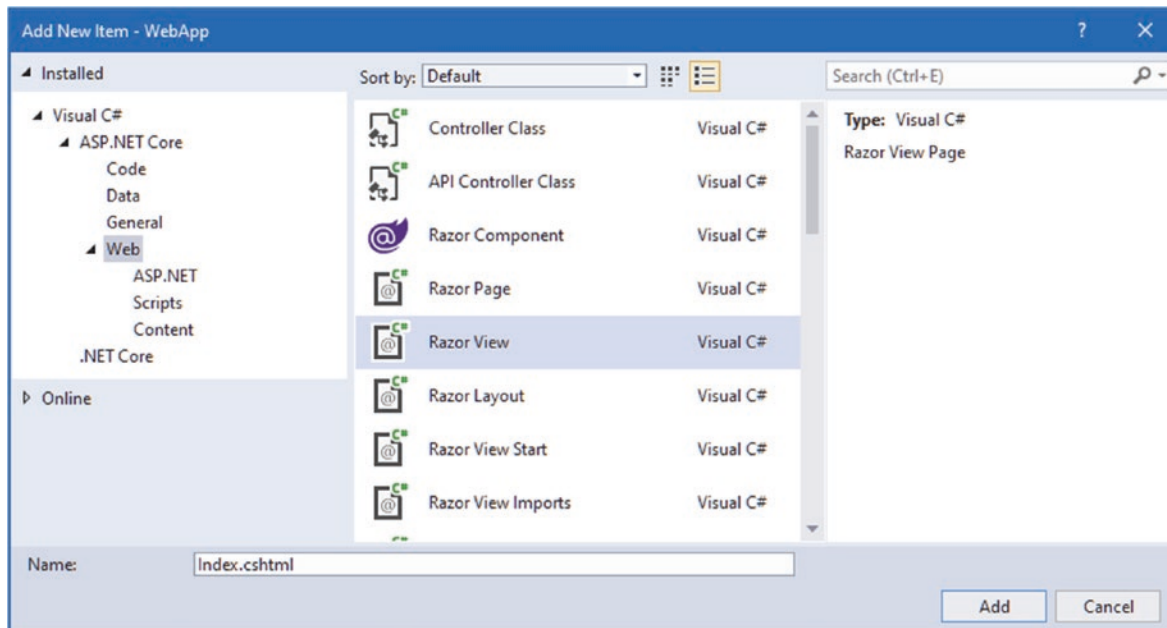 Add New Item - WebApp
?
Installed
Sort by: Default
Search (Ctrl+E)
Visual C#
ASP.NET Core
Code
Data
General
Web
ASP.NET
Scripts
Content
.NET Core
Online
C# Controller Class Visual C#
C# API Controller Class Visual C#
@ Razor Component Visual C#
C# @ Razor Page Visual C#
C# @ Razor View Visual C#
C# @ Razor Layout Visual C#
C# @ Razor View Start Visual C#
C# @ Razor View Imports Visual C#
Type: Visual C#
Razor View Page
Name: Index.cshtml
Add Cancel